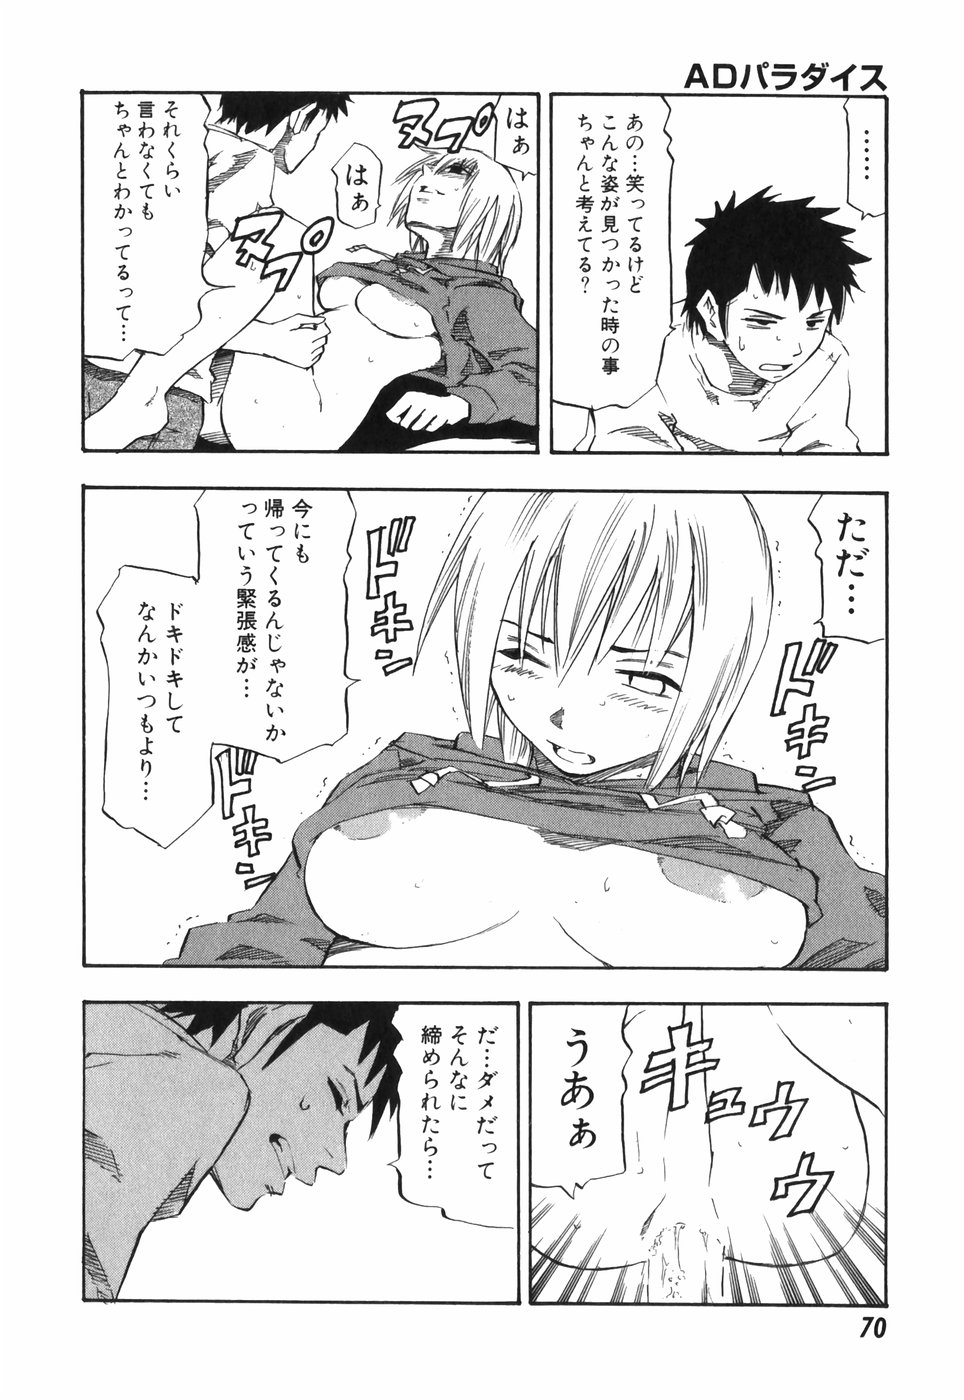 ADパラダイス
……
あの…笑ってるけど
こんな姿が見つかった時の事
ちゃんと考えてる？
はぁ
ヌプ
はぁ
ヌプ
それくらい
言わなくても
ちゃんとわかってるって…
ただ…
ドキン
ドキン
今にも
帰ってくるんじゃないか
っていう緊張感が…
ドキドキして
なんかいつもより…
ドキン
キュウウ
うあぁ
だ…ダメだって
そんなに
締められたら…
70